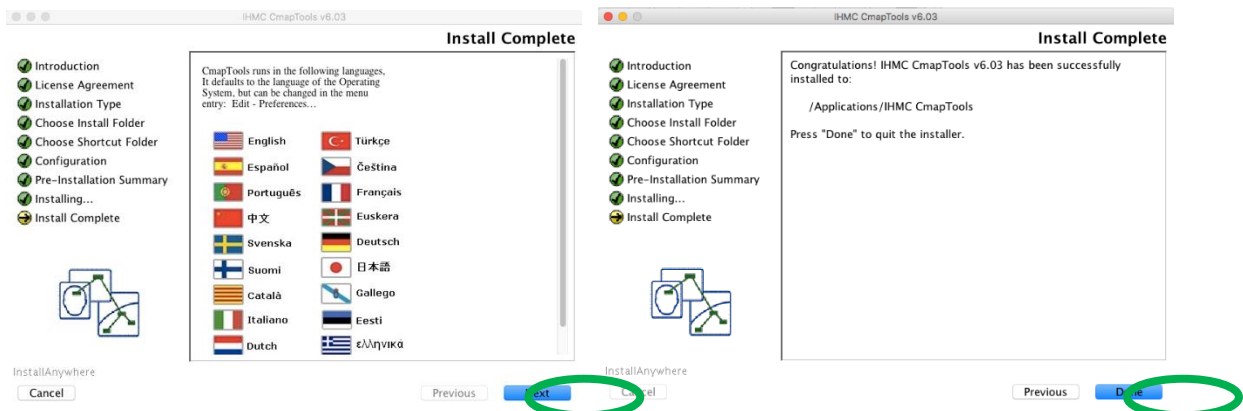 IHMC CmapTools v6.03
Install Complete
Introduction
License Agreement
Installation Type
Choose Install Folder
Choose Shortcut Folder
Configuration
Pre-Installation Summary
Installing...
Install Complete
CmapTools runs in the following languages,
It defaults to the language of the Operating
System, but can be changed in the menu
entry: Edit - Preferences...
English Türkçe
Español Čeština
Português Français
中文 Euskera
Svenska Deutsch
Suomi 日本語
Català Gallego
Italiano Eesti
Dutch ελληνικά
InstallAnywhere
Cancel Previous Next
IHMC CmapTools v6.03
Install Complete
Introduction
License Agreement
Installation Type
Choose Install Folder
Choose Shortcut Folder
Configuration
Pre-Installation Summary
Installing...
Install Complete
Congratulations! IHMC CmapTools v6.03 has been successfully
installed to:
/Applications/IHMC CmapTools
Press "Done" to quit the installer.
InstallAnywhere
Cancel Previous Done